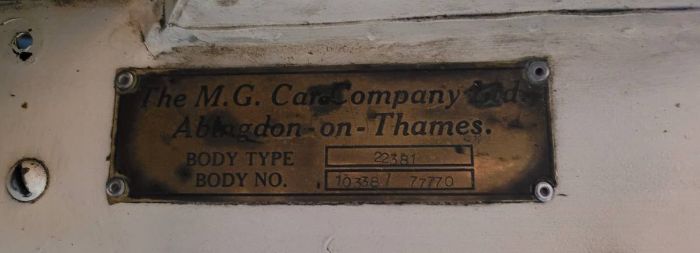 The M.G. Car Company Ltd.
Abingdon-on-Thames.
BODY TYPE 22381
BODY NO. 10338 / 77770